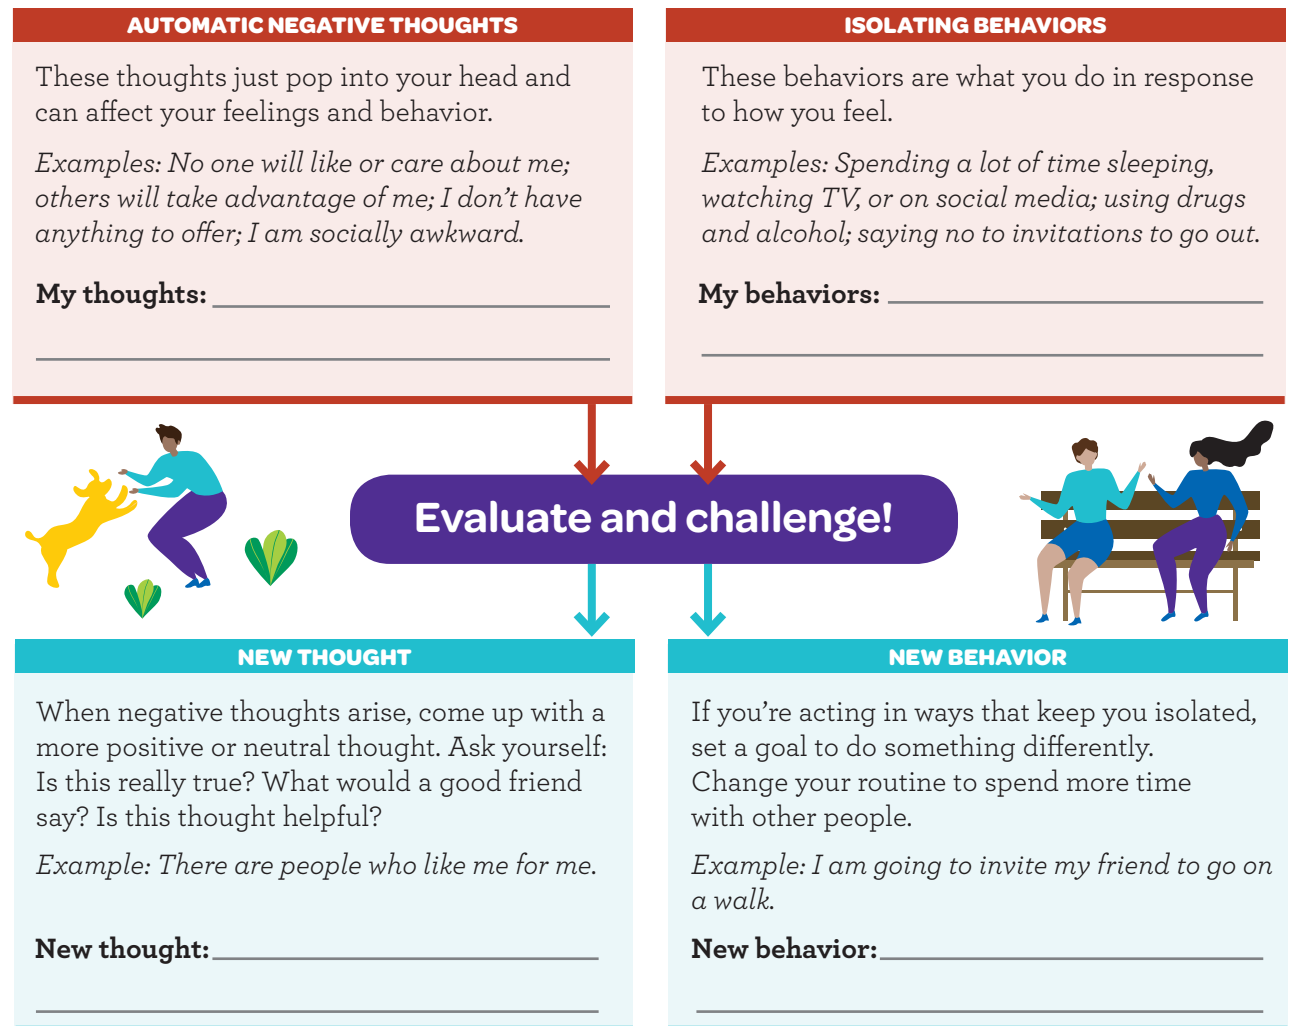 AUTOMATIC NEGATIVE THOUGHTS
These thoughts just pop into your head and
can affect your feelings and behavior.
Examples: No one will like or care about me;
others will take advantage of me; I don’t have
anything to offer; I am socially awkward.
My thoughts:
ISOLATING BEHAVIORS
These behaviors are what you do in response
to how you feel.
Examples: Spending a lot of time sleeping,
watching TV, or on social media; using drugs
and alcohol; saying no to invitations to go out.
My behaviors:
Evaluate and challenge!
NEW THOUGHT
When negative thoughts arise, come up with a
more positive or neutral thought. Ask yourself:
Is this really true? What would a good friend
say? Is this thought helpful?
Example: There are people who like me for me.
New thought:
NEW BEHAVIOR
If you’re acting in ways that keep you isolated,
set a goal to do something differently.
Change your routine to spend more time
with other people.
Example: I am going to invite my friend to go on
a walk.
New behavior: